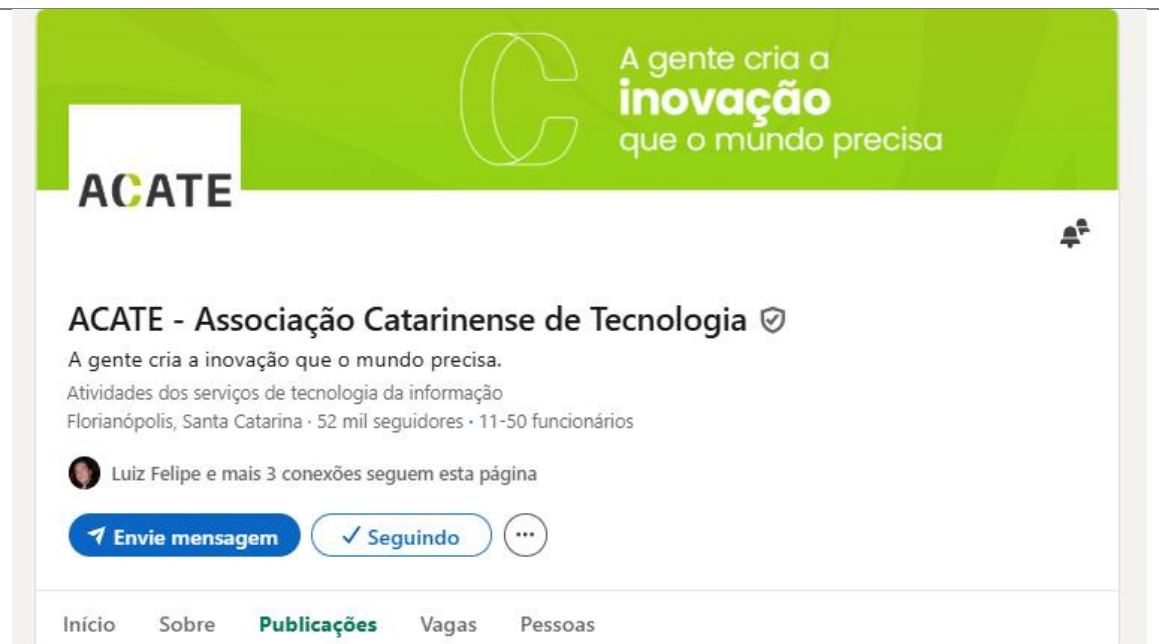 A gente cria a
inovação
que o mundo precisa
ACATE
ACATE - Associação Catarinense de Tecnologia
A gente cria a inovação que o mundo precisa.
Atividades dos serviços de tecnologia da informação
Florianópolis, Santa Catarina · 52 mil seguidores · 11-50 funcionários
Luiz Felipe e mais 3 conexões seguem esta página
Envie mensagem Seguindo
Início Sobre Publicações Vagas Pessoas